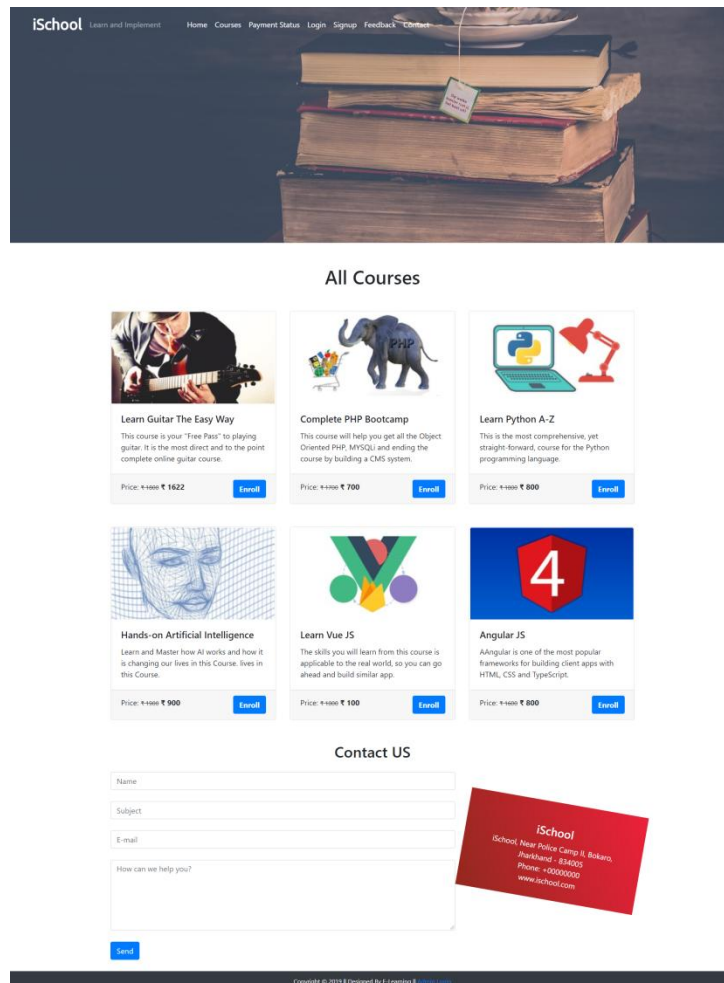 iSchool Learn and Implement Home Courses Payment Status Login Signup Feedback Contact
All Courses
PHP
Learn Guitar The Easy Way
This course is your "Free Pass" to playing
guitar. It is the most direct and to the point
complete online guitar course.
Price: ₹ 1622
Enroll
Complete PHP Bootcamp
This course will help you get all the Object
Oriented PHP, MYSQLi and ending the
course by building a CMS system.
Price: ₹ 1700 ₹ 700
Enroll
Learn Python A-Z
This is the most comprehensive, yet
straight-forward, course for the Python
programming language.
Price: ₹ 800
Enroll
4
Hands-on Artificial Intelligence
Learn and Master how AI works and how it
is changing our lives in this Course. lives in
this Course.
Price: ₹ 900
Enroll
Learn Vue JS
The skills you will learn from this course is
applicable to the real world, so you can go
ahead and build similar app.
Price: ₹ 100
Enroll
Angular JS
AAngular is one of the most popular
frameworks for building client apps with
HTML, CSS and TypeScript.
Price: ₹ 800
Enroll
Contact US
Name
Subject
E-mail
How can we help you?
Send
iSchool
iSchool, Near Police Camp II, Bokaro,
Jharkhand - 834005
Phone: +00000000
www.ischool.com
Copyright © 2019 || Designed By E-Learning ||